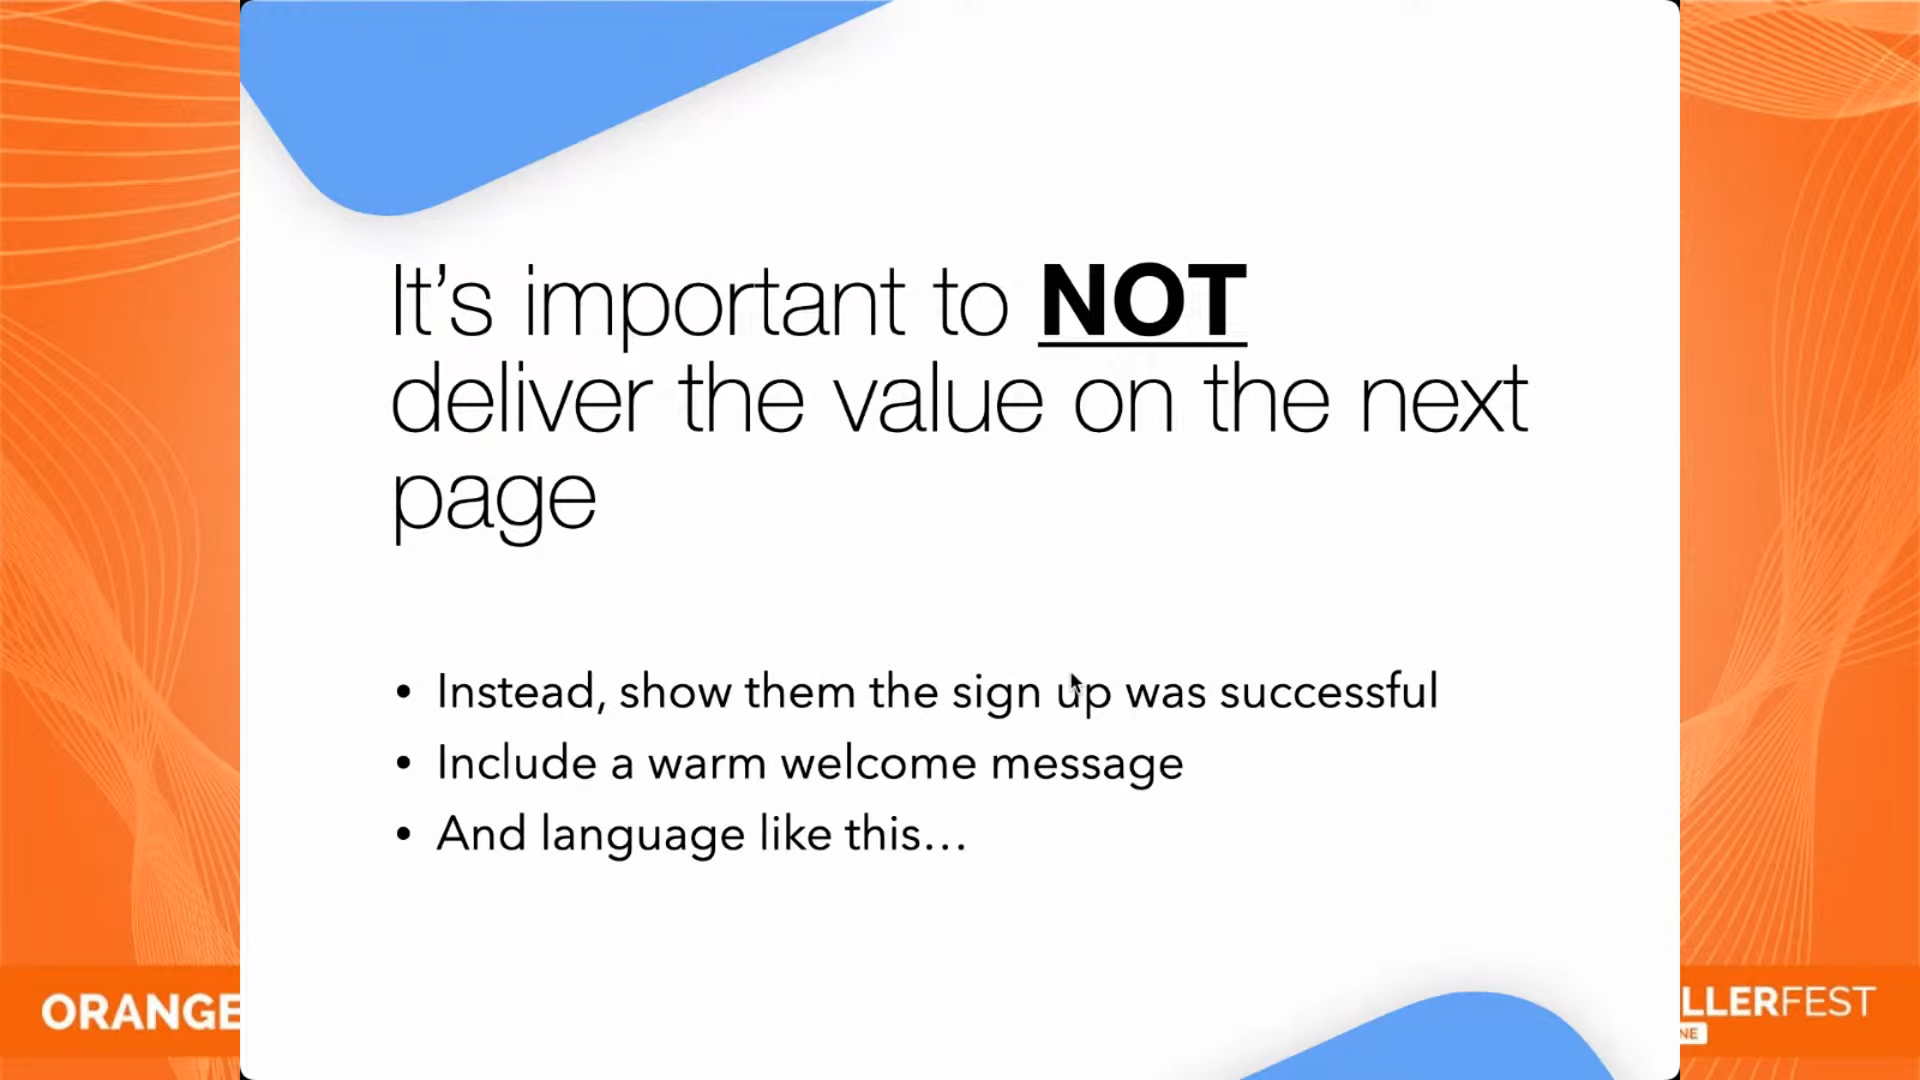 It's important to NOT
deliver the value on the next
page
• Instead, show them the sign up was successful
• Include a warm welcome message
• And language like this...
ORANGE
LLERFEST
NE